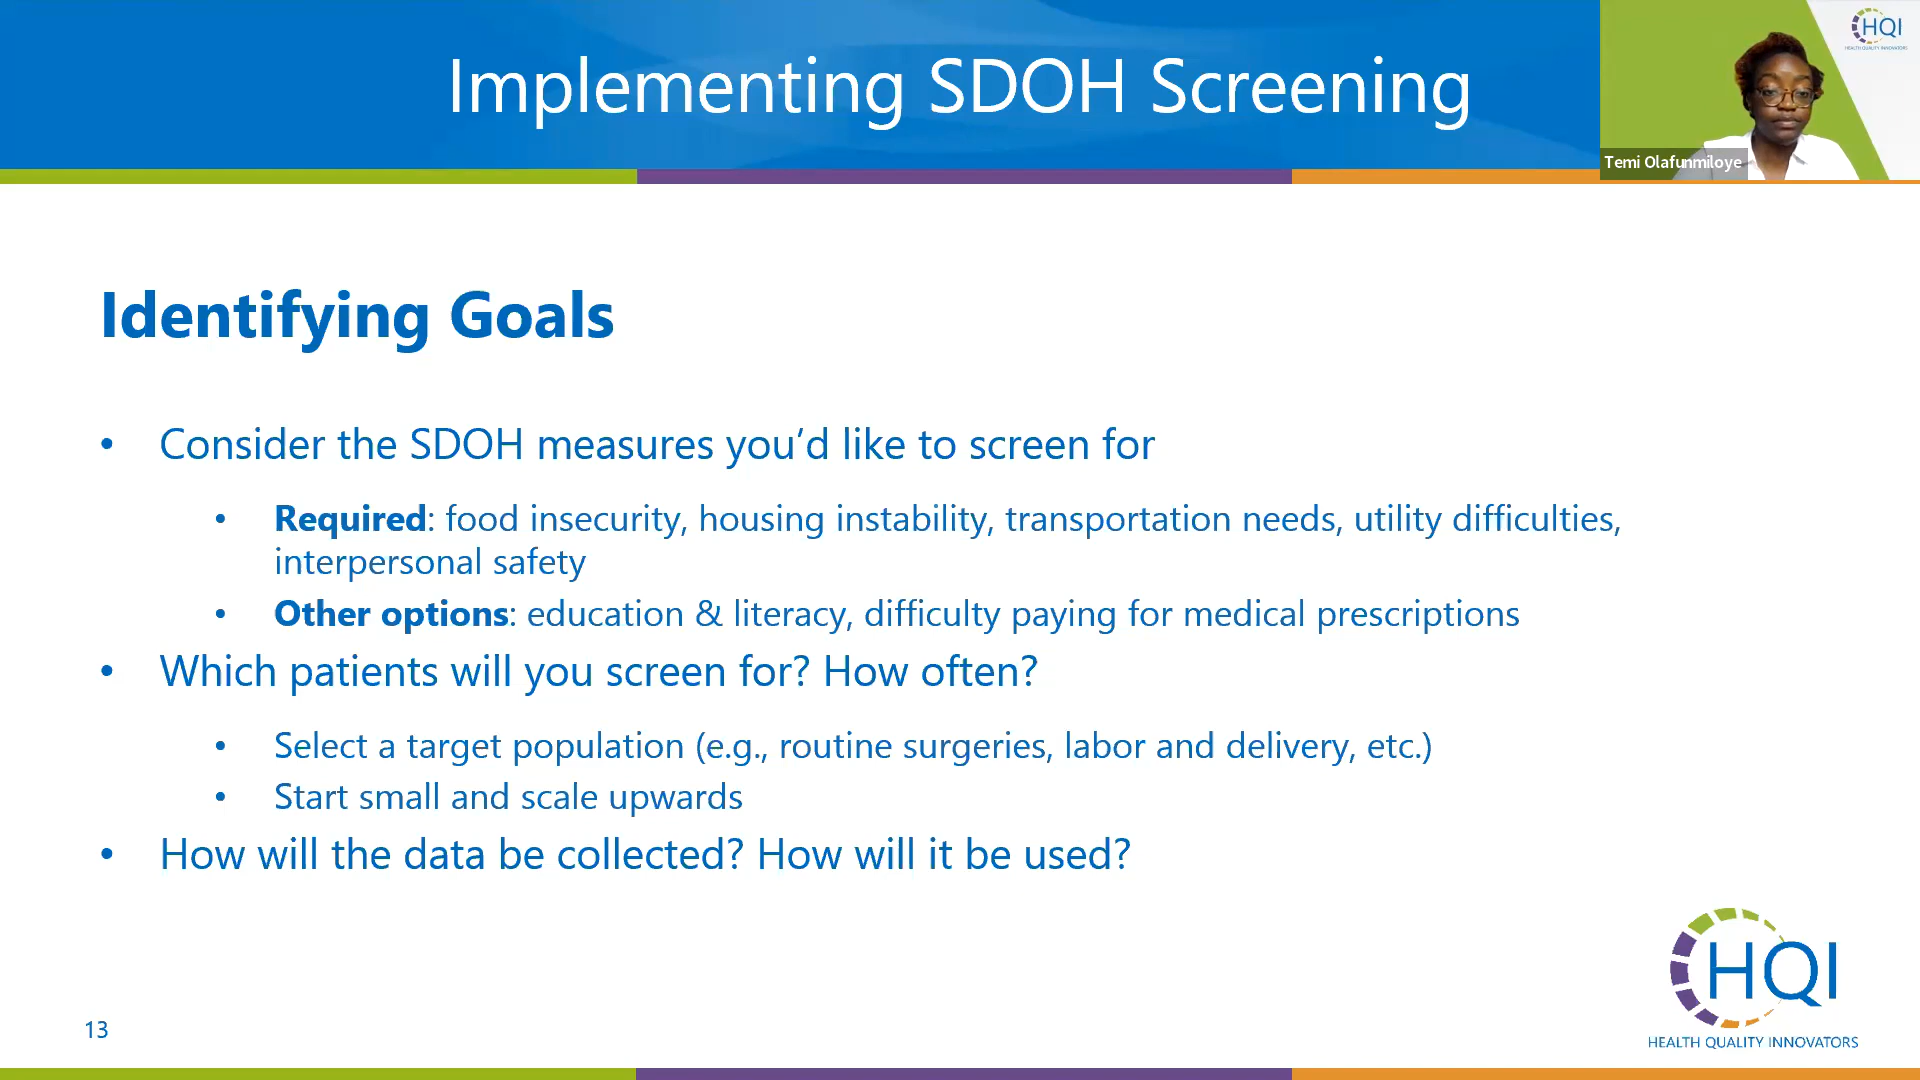 Implementing SDOH Screening
HQI
HEALTH QUALITY INNOVATORS
Temi Olafunmiloye
Identifying Goals
• Consider the SDOH measures you’d like to screen for
• Required: food insecurity, housing instability, transportation needs, utility difficulties,
interpersonal safety
• Other options: education & literacy, difficulty paying for medical prescriptions
• Which patients will you screen for? How often?
• Select a target population (e.g., routine surgeries, labor and delivery, etc.)
• Start small and scale upwards
• How will the data be collected? How will it be used?
HQI
HEALTH QUALITY INNOVATORS
13